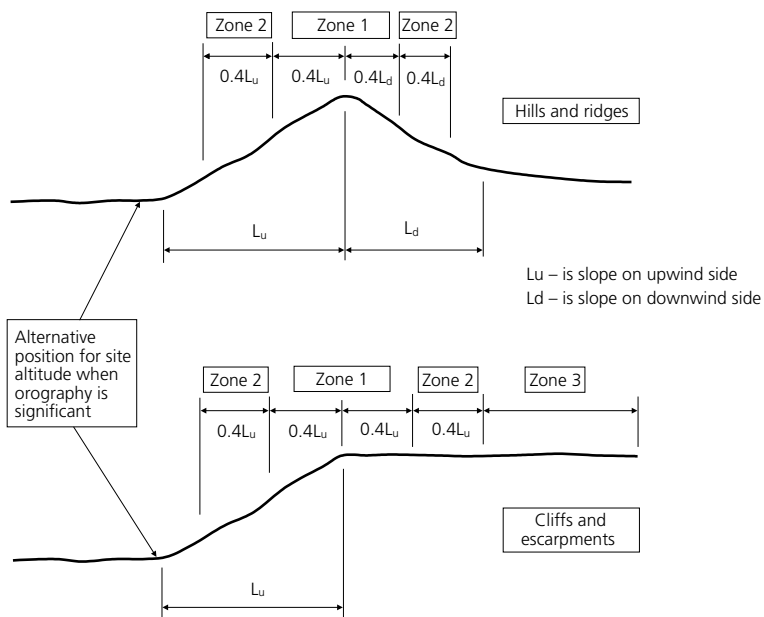 Zone 2 Zone 1 Zone 2
0.4Lu 0.4Lu 0.4Ld 0.4Ld
Hills and ridges
Lu Ld
Lu – is slope on upwind side
Ld – is slope on downwind side
Alternative
position for site
altitude when
orography is
significant
Zone 2 Zone 1 Zone 2 Zone 3
0.4Lu 0.4Lu 0.4Lu 0.4Lu
Cliffs and
escarpments
Lu